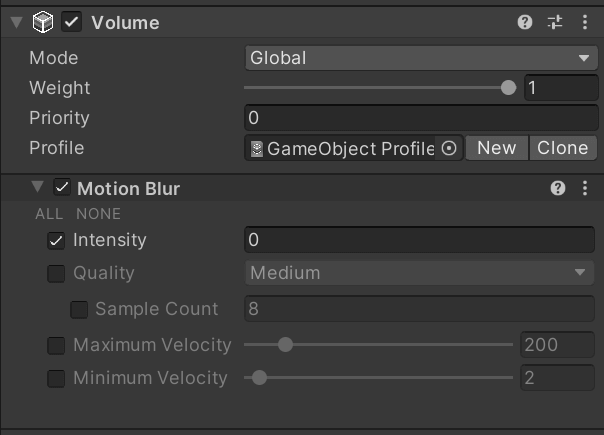 Volume
Mode Global
Weight 1
Priority 0
Profile GameObject Profile New Clone
Motion Blur
ALL NONE
Intensity 0
Quality Medium
Sample Count 8
Maximum Velocity 200
Minimum Velocity 2